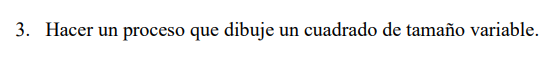 3. Hacer un proceso que dibuje un cuadrado de tamaño variable.